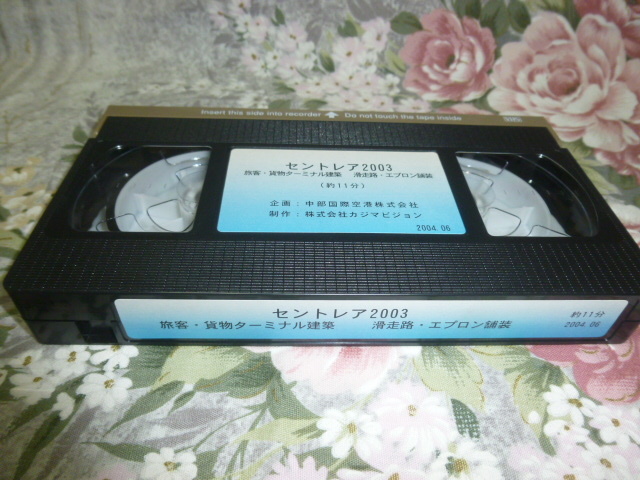 Insert this side into recorder Do not touch the tape inside
セントレア2003
旅客・貨物ターミナル建築 滑走路・エプロン舗装
(約11分)
企画:中部国際空港株式会社
制作:株式会社カジマビジョン
2004.06
セントレア2003 約11分
旅客・貨物ターミナル建築 滑走路・エプロン舗装 2004.06